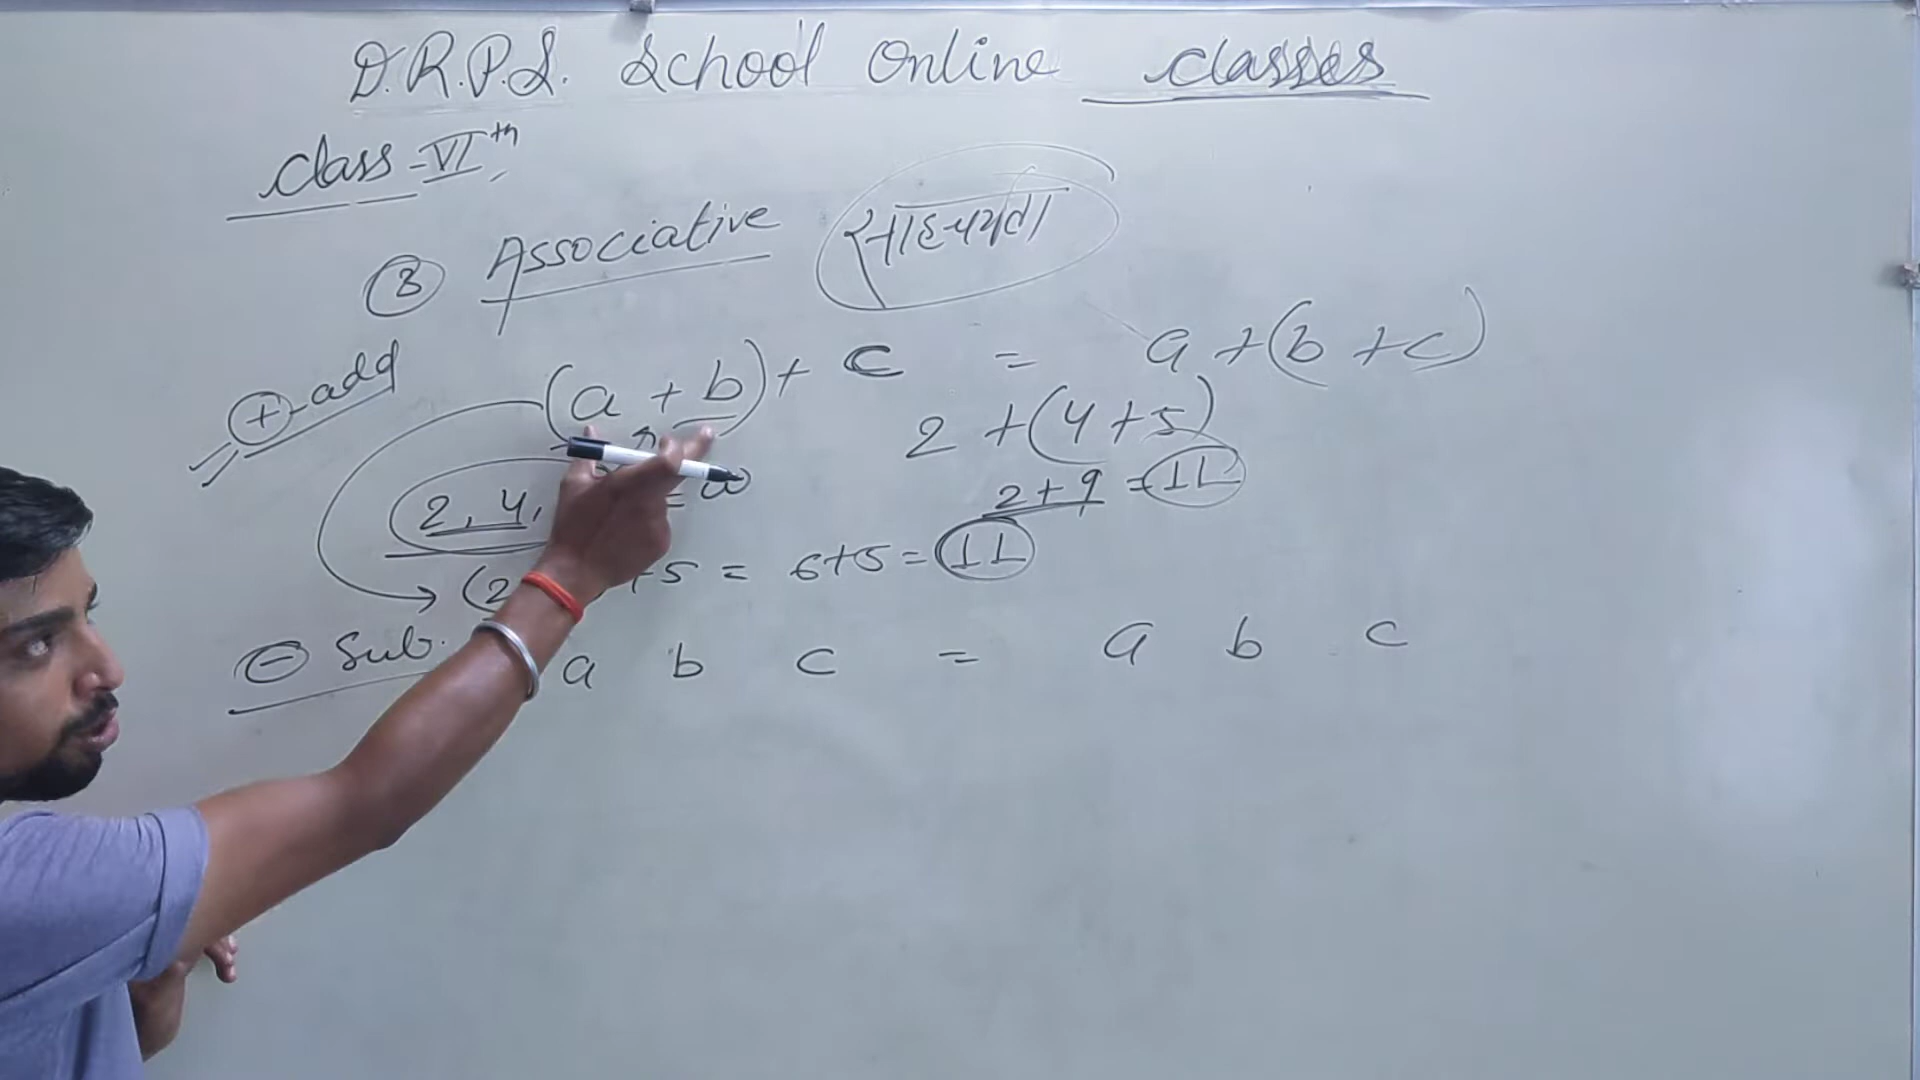 D.R.P.S. School Online Classes
Class - VIth
③ Associative साहचर्यता
⊕ - add
(a + b) + c = a + (b + c)
2 + (4 + 5)
2, 4, = w
2 + 9 = 11
(2 +5 = 6+5 = 11
⊖ Sub. a b c = a b c